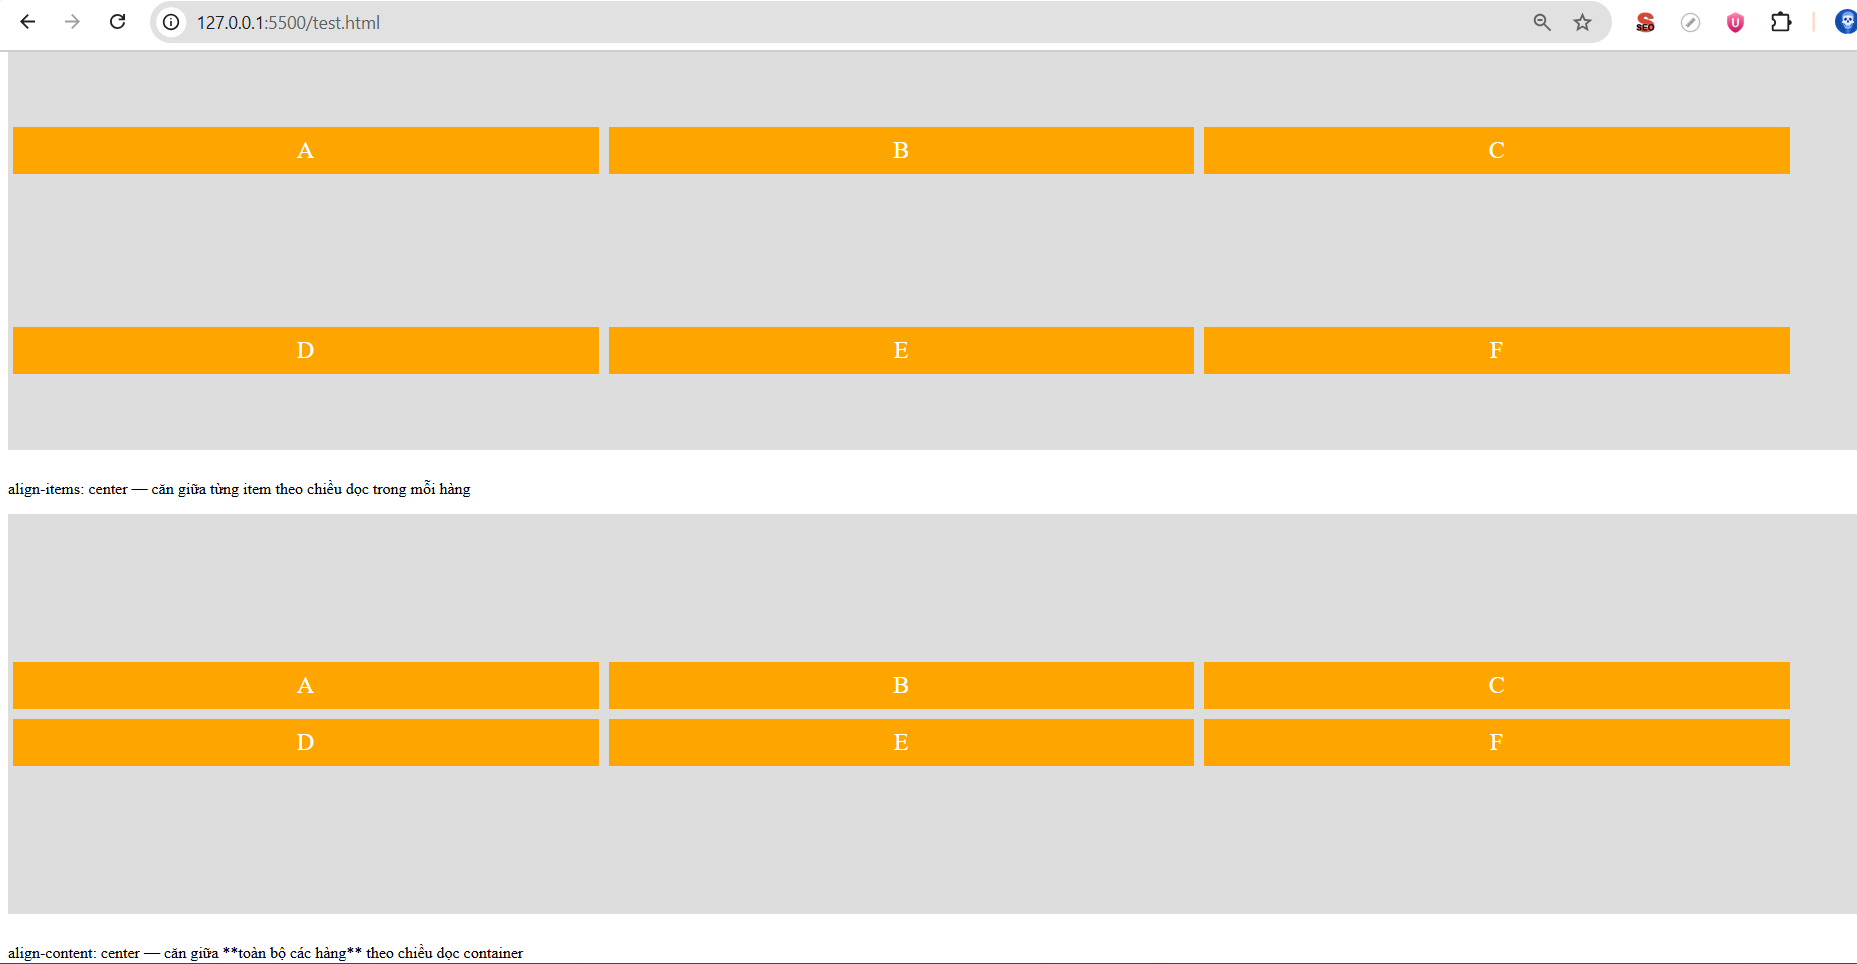 127.0.0.1:5500/test.html
SEO
U
A B C
D E F
align-items: center — căn giữa từng item theo chiều dọc trong mỗi hàng
A B C
D E F
align-content: center — căn giữa **toàn bộ các hàng** theo chiều dọc container